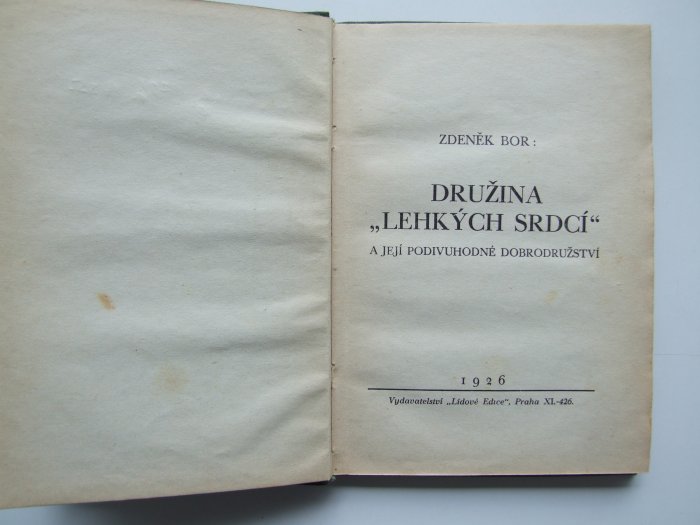 ZDENĚK BOR:
DRUŽINA
„LEHKÝCH SRDCÍ“
A JEJÍ PODIVUHODNÉ DOBRODRUŽSTVÍ
1926
Vydavatelství „Lidové Edice“, Praha XI.-426.